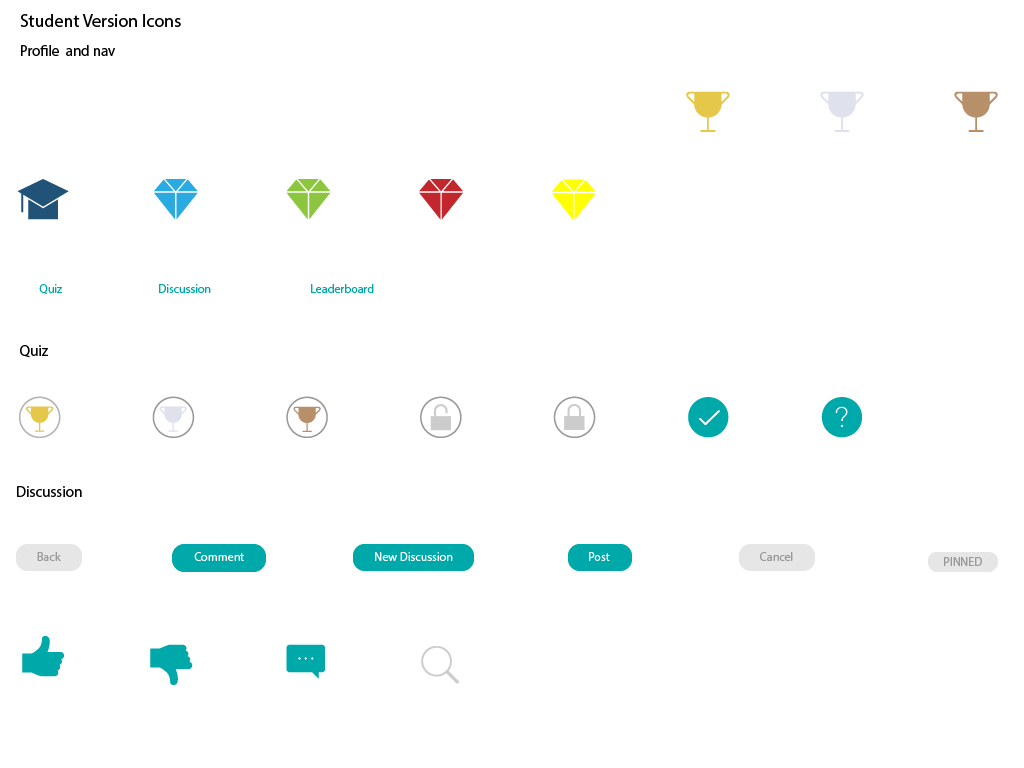 Student Version Icons
Profile and nav
Quiz
Discussion
Leaderboard
Quiz
?
Discussion
Back
Comment
New Discussion
Post
Cancel
PINNED